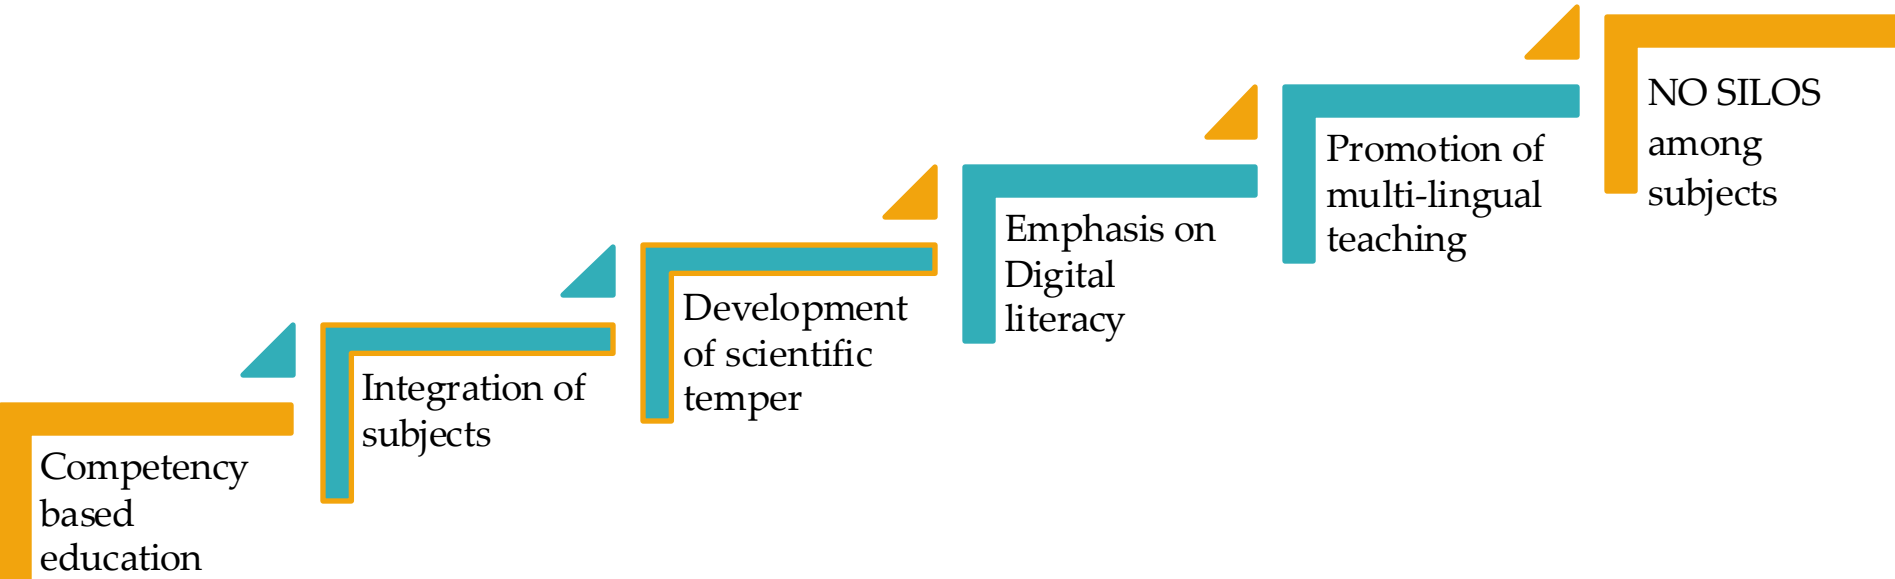 Competency
based
education
Integration of
subjects
Development
of scientific
temper
Emphasis on
Digital
literacy
Promotion of
multi-lingual
teaching
NO SILOS
among
subjects